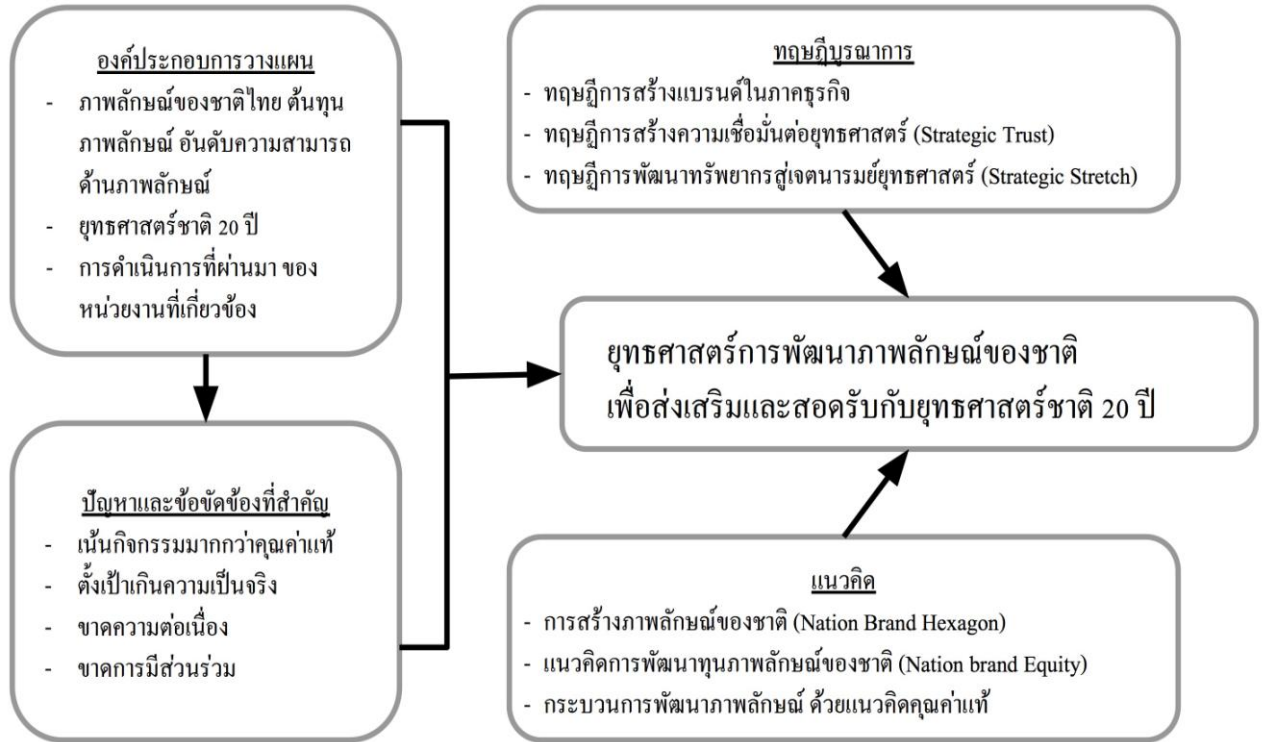 องค์ประกอบการวางแผน
- ภาพลักษณ์ของชาติไทย ต้นทุน
ภาพลักษณ์ อันดับความสามารถ
ด้านภาพลักษณ์
- ยุทธศาสตร์ชาติ 20 ปี
- การดำเนินการที่ผ่านมา ของ
หน่วยงานที่เกี่ยวข้อง
ปัญหาและข้อขัดข้องที่สำคัญ
- เน้นกิจกรรมมากกว่าคุณค่าแท้
- ตั้งเป้าเกินความเป็นจริง
- ขาดความต่อเนื่อง
- ขาดการมีส่วนร่วม
ทฤษฎีบูรณาการ
- ทฤษฎีการสร้างแบรนด์ในภาคธุรกิจ
- ทฤษฎีการสร้างความเชื่อมั่นต่อยุทธศาสตร์ (Strategic Trust)
- ทฤษฎีการพัฒนาทรัพยากรสู่เจตนารมย์ยุทธศาสตร์ (Strategic Stretch)
ยุทธศาสตร์การพัฒนาภาพลักษณ์ของชาติ
เพื่อส่งเสริมและสอดรับกับยุทธศาสตร์ชาติ 20 ปี
แนวคิด
- การสร้างภาพลักษณ์ของชาติ (Nation Brand Hexagon)
- แนวคิดการพัฒนาทุนภาพลักษณ์ของชาติ (Nation brand Equity)
- กระบวนการพัฒนาภาพลักษณ์ ด้วยแนวคิดคุณค่าแท้